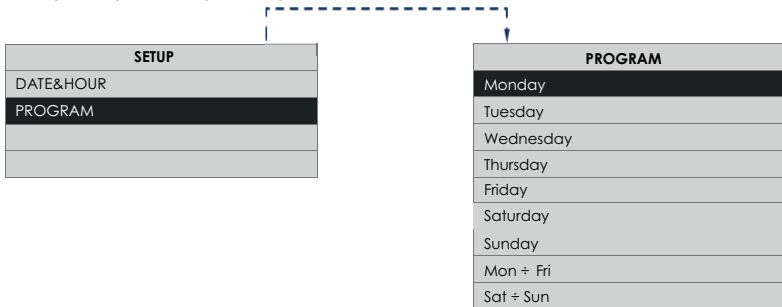 SETUP
DATE&HOUR
PROGRAM
PROGRAM
Monday
Tuesday
Wednesday
Thursday
Friday
Saturday
Sunday
Mon ÷ Fri
Sat ÷ Sun